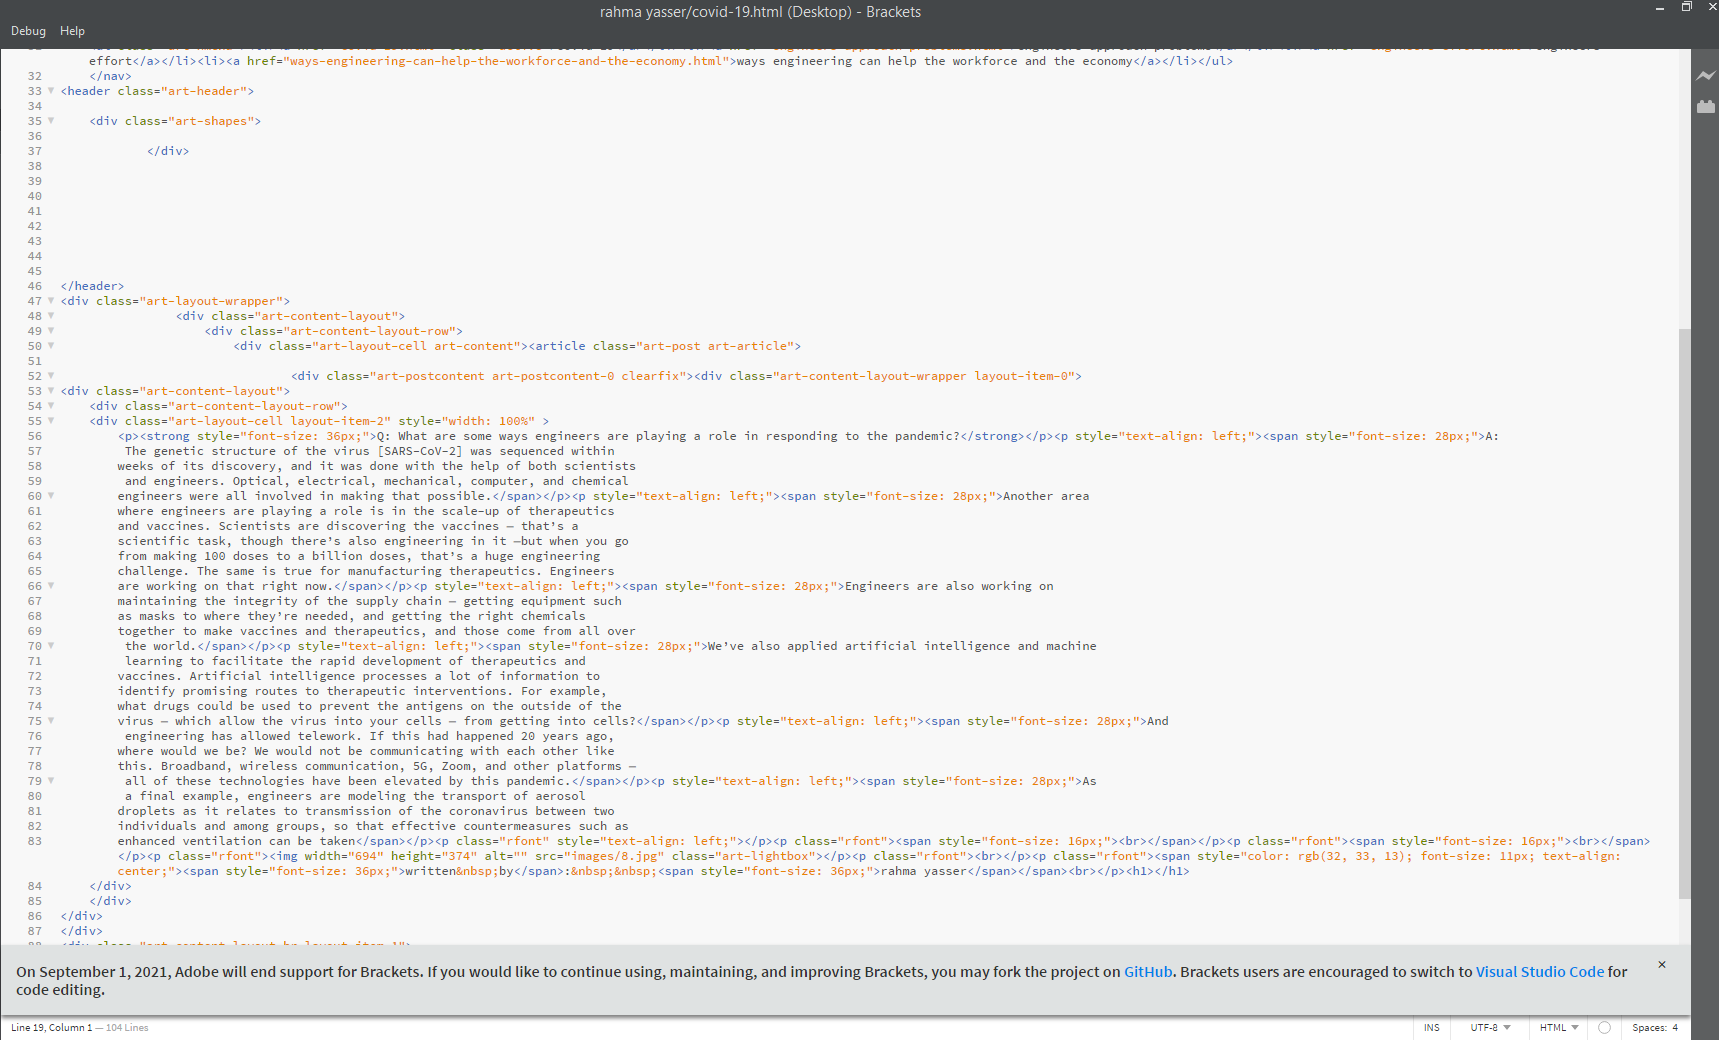 rahma yasser/covid-19.html (Desktop) - Brackets
Debug Help
effort</a></li><li><a href="ways-engineering-can-help-the-workforce-and-the-economy.html">ways engineering can help the workforce and the economy</a></li></ul>
32 </nav>
33 <header class="art-header">
34
35 <div class="art-shapes">
36
37 </div>
38
39
40
41
42
43
44
45
46 </header>
47 <div class="art-layout-wrapper">
48 <div class="art-content-layout">
49 <div class="art-content-layout-row">
50 <div class="art-layout-cell art-content"><article class="art-post art-article">
51
52 <div class="art-postcontent art-postcontent-0 clearfix"><div class="art-content-layout-wrapper layout-item-0">
53 <div class="art-content-layout">
54 <div class="art-content-layout-row">
55 <div class="art-layout-cell layout-item-2" style="width: 100%" >
56 <p><strong style="font-size: 36px;">Q: What are some ways engineers are playing a role in responding to the pandemic?</strong></p><p style="text-align: left;"><span style="font-size: 28px;">A:
57 The genetic structure of the virus [SARS-CoV-2] was sequenced within
58 weeks of its discovery, and it was done with the help of both scientists
59 and engineers. Optical, electrical, mechanical, computer, and chemical
60 engineers were all involved in making that possible.</span></p><p style="text-align: left;"><span style="font-size: 28px;">Another area
61 where engineers are playing a role is in the scale-up of therapeutics
62 and vaccines. Scientists are discovering the vaccines — that's a
63 scientific task, though there's also engineering in it —but when you go
64 from making 100 doses to a billion doses, that's a huge engineering
65 challenge. The same is true for manufacturing therapeutics. Engineers
66 are working on that right now.</span></p><p style="text-align: left;"><span style="font-size: 28px;">Engineers are also working on
67 maintaining the integrity of the supply chain — getting equipment such
68 as masks to where they're needed, and getting the right chemicals
69 together to make vaccines and therapeutics, and those come from all over
70 the world.</span></p><p style="text-align: left;"><span style="font-size: 28px;">We've also applied artificial intelligence and machine
71 learning to facilitate the rapid development of therapeutics and
72 vaccines. Artificial intelligence processes a lot of information to
73 identify promising routes to therapeutic interventions. For example,
74 what drugs could be used to prevent the antigens on the outside of the
75 virus — which allow the virus into your cells — from getting into cells?</span></p><p style="text-align: left;"><span style="font-size: 28px;">And
76 engineering has allowed telework. If this had happened 20 years ago,
77 where would we be? We would not be communicating with each other like
78 this. Broadband, wireless communication, 5G, Zoom, and other platforms —
79 all of these technologies have been elevated by this pandemic.</span></p><p style="text-align: left;"><span style="font-size: 28px;">As
80 a final example, engineers are modeling the transport of aerosol
81 droplets as it relates to transmission of the coronavirus between two
82 individuals and among groups, so that effective countermeasures such as
83 enhanced ventilation can be taken</span></p><p class="rfont" style="text-align: left;"></p><p class="rfont"><span style="font-size: 16px;"><br></span></p><p class="rfont"><span style="font-size: 16px;"><br></span>
</p><p class="rfont"><img width="694" height="374" alt="" src="images/8.jpg" class="art-lightbox"></p><p class="rfont"><br></p><p class="rfont"><span style="color: rgb(32, 33, 13); font-size: 11px; text-align:
center;"><span style="font-size: 36px;">written&nbsp;by</span>:&nbsp;&nbsp;<span style="font-size: 36px;">rahma yasser</span></span><br></p><h1></h1>
84 </div>
85 </div>
86 </div>
87 </div>
On September 1, 2021, Adobe will end support for Brackets. If you would like to continue using, maintaining, and improving Brackets, you may fork the project on GitHub. Brackets users are encouraged to switch to Visual Studio Code for
code editing.
Line 19, Column 1 — 104 Lines INS UTF-8 HTML Spaces: 4